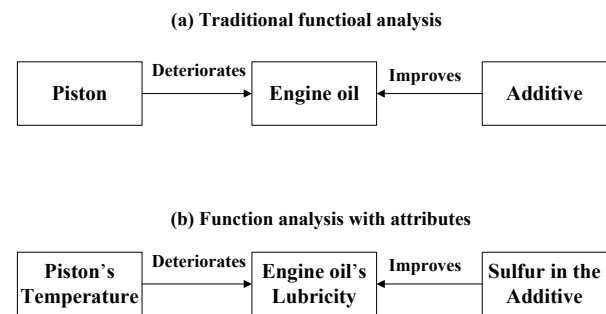 (a) Traditional functioal analysis
Deteriorates
Improves
Piston
Engine oil
Additive
(b) Function analysis with attributes
Deteriorates
Improves
Piston's
Temperature
Engine oil's
Lubricity
Sulfur in the
Additive